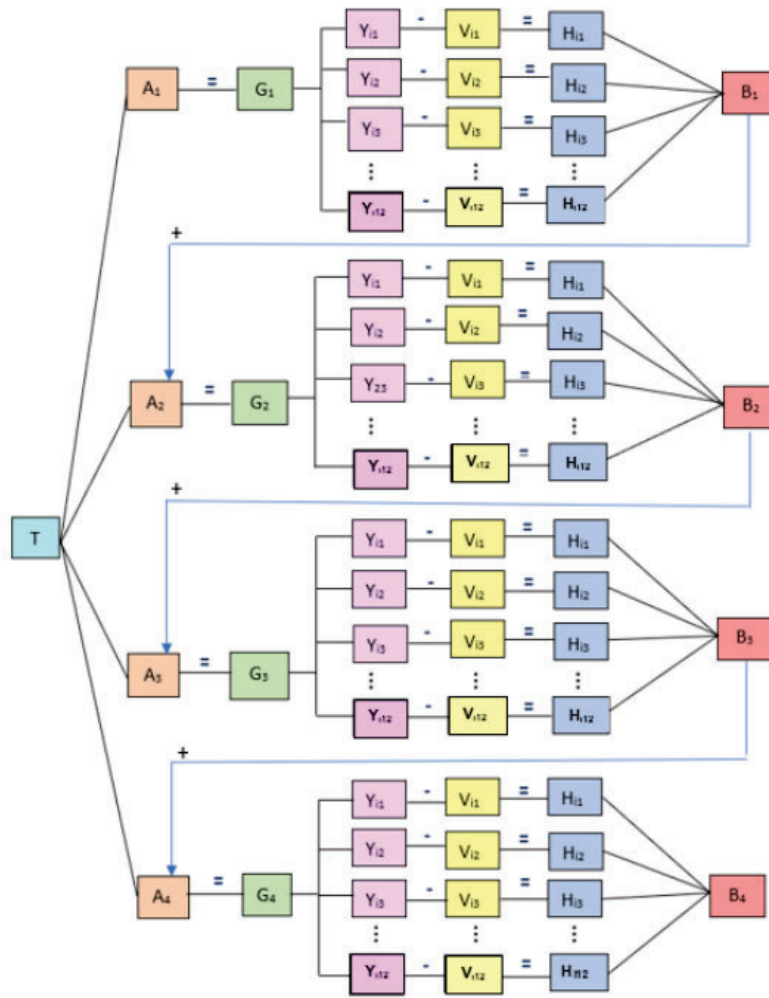 Yi1 - Vi1 = Hi1
A1 = G1 Yi2 - Vi2 = Hi2 B1
Yi3 - Vi3 = Hi3
⋮ ⋮ ⋮
Yi12 - Vi12 = Hi12
+
Yi1 - Vi1 = Hi1
Yi2 - Vi2 = Hi2
A2 = G2 Y23 - Vi3 = Hi3 B2
⋮ ⋮ ⋮
Yi12 - Vi12 = Hi12
+
T Yi1 - Vi1 = Hi1
Yi2 - Vi2 = Hi2
A3 = G3 Yi3 - Vi3 = Hi3 B3
⋮ ⋮ ⋮
Yi12 - Vi12 = Hi12
+
Yi1 - Vi1 = Hi1
Yi2 - Vi2 = Hi2
A4 = G4 Yi3 - Vi3 = Hi3 B4
⋮ ⋮ ⋮
Yi12 - Vi12 = Hi12